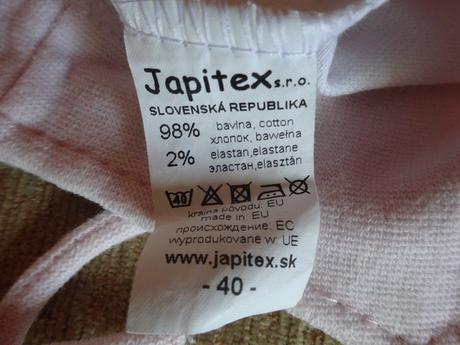 Japitex s.r.o.
SLOVENSKÁ REPUBLIKA
98% bavlna, cotton
хлопок, bawełna
2% elastan, elastane
эластан, elasztán
40
krajna pôvodu: EU
made in: EU
происхождение: EC
wyprodukowane w: UE
www.japitex.sk
- 40 -